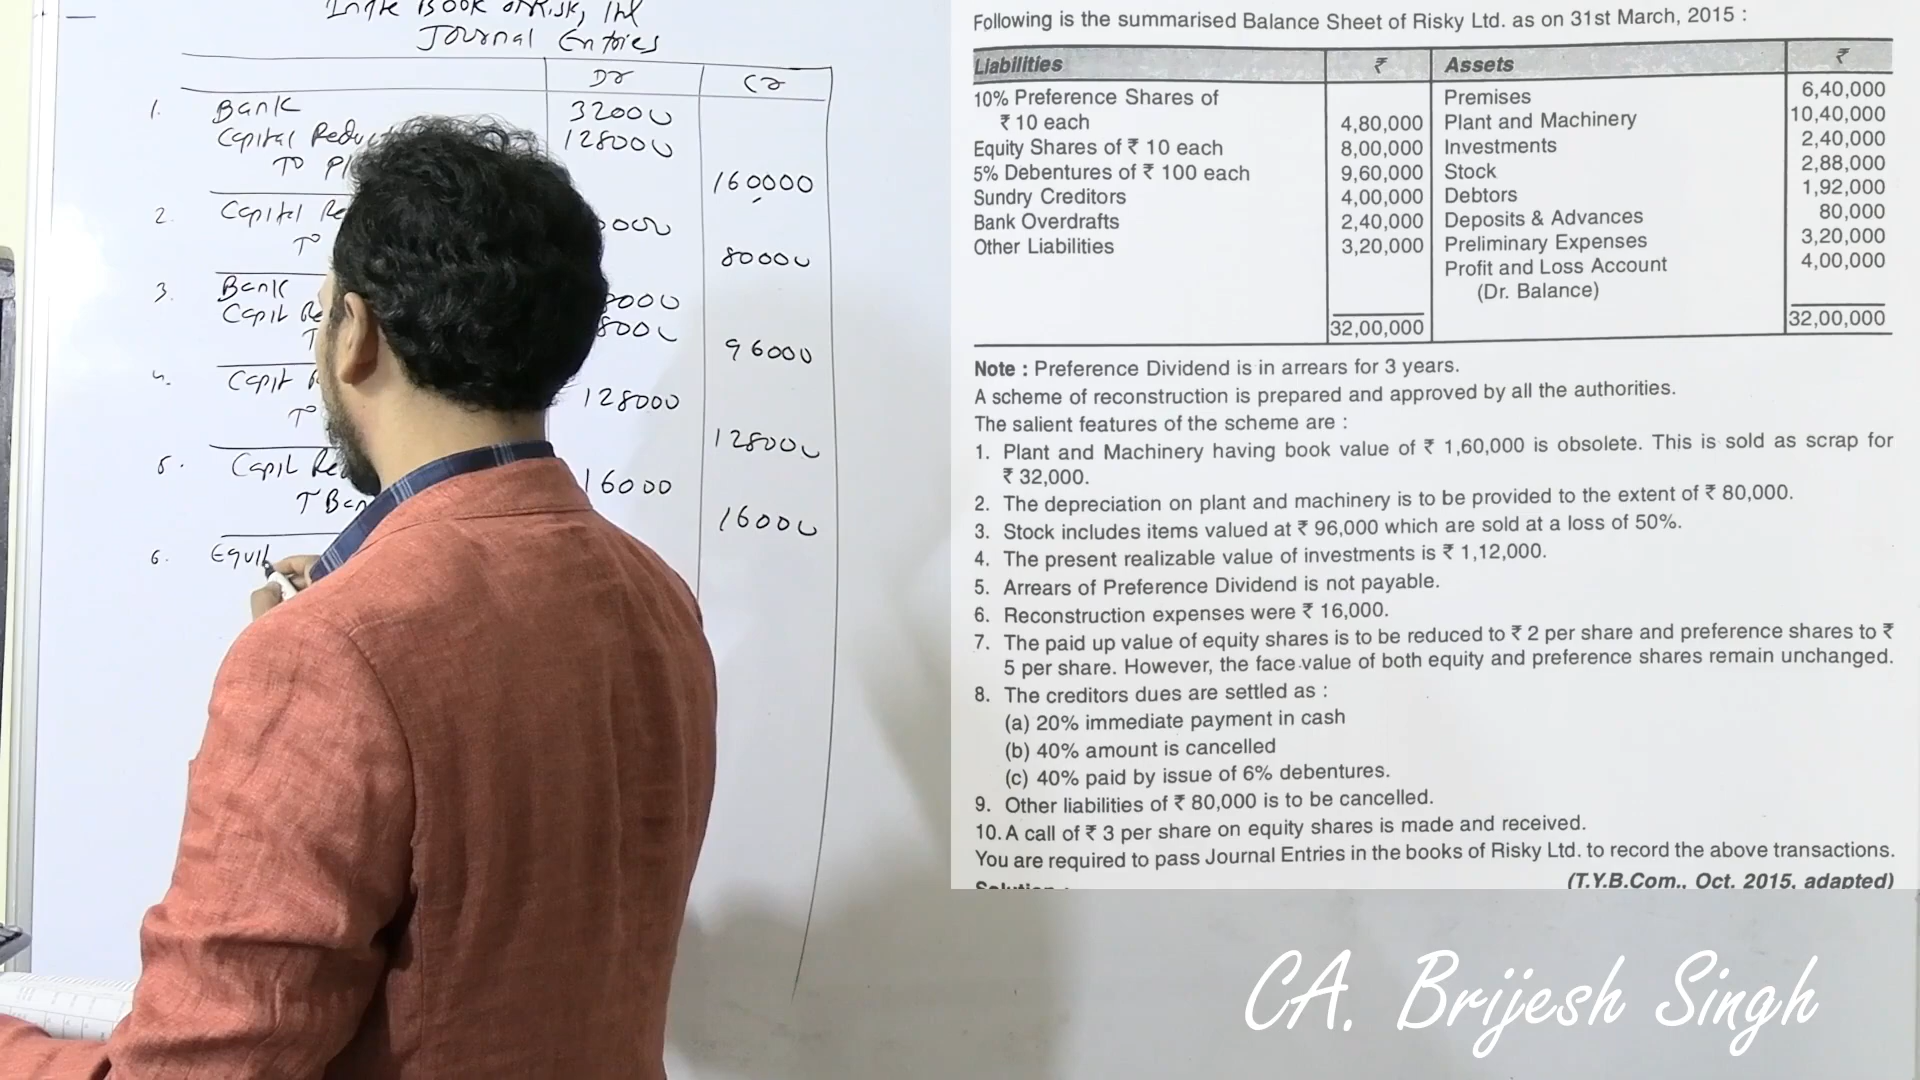 In the Book of Risky Ltd
Journal Entries
Dr Cr
1. Bank 32000
Capital Reduc 128000
To Pl
160000
2. Capital Re 000
To
80000
3. Bank 8000
Capit Re 8000
T
96000
4. Capit R 128000
To
128000
5. Capit Re 16000
T Ban
16000
6. Equit
Following is the summarised Balance Sheet of Risky Ltd. as on 31st March, 2015 :
Liabilities ₹ Assets ₹
10% Preference Shares of Premises 6,40,000
₹ 10 each 4,80,000 Plant and Machinery 10,40,000
Equity Shares of ₹ 10 each 8,00,000 Investments 2,40,000
5% Debentures of ₹ 100 each 9,60,000 Stock 2,88,000
Sundry Creditors 4,00,000 Debtors 1,92,000
Bank Overdrafts 2,40,000 Deposits & Advances 80,000
Other Liabilities 3,20,000 Preliminary Expenses 3,20,000
Profit and Loss Account 4,00,000
(Dr. Balance)
32,00,000 32,00,000
Note : Preference Dividend is in arrears for 3 years.
A scheme of reconstruction is prepared and approved by all the authorities.
The salient features of the scheme are :
1. Plant and Machinery having book value of ₹ 1,60,000 is obsolete. This is sold as scrap for
₹ 32,000.
2. The depreciation on plant and machinery is to be provided to the extent of ₹ 80,000.
3. Stock includes items valued at ₹ 96,000 which are sold at a loss of 50%.
4. The present realizable value of investments is ₹ 1,12,000.
5. Arrears of Preference Dividend is not payable.
6. Reconstruction expenses were ₹ 16,000.
7. The paid up value of equity shares is to be reduced to ₹ 2 per share and preference shares to ₹
5 per share. However, the face value of both equity and preference shares remain unchanged.
8. The creditors dues are settled as :
(a) 20% immediate payment in cash
(b) 40% amount is cancelled
(c) 40% paid by issue of 6% debentures.
9. Other liabilities of ₹ 80,000 is to be cancelled.
10. A call of ₹ 3 per share on equity shares is made and received.
You are required to pass Journal Entries in the books of Risky Ltd. to record the above transactions.
(T.Y.B.Com., Oct. 2015, adapted)
CA. Brijesh Singh